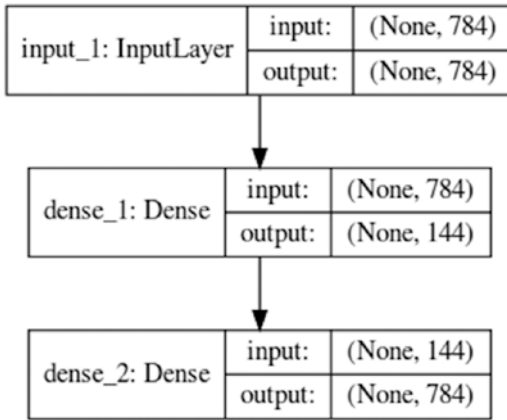 input_1: InputLayer
input: (None, 784)
output: (None, 784)
dense_1: Dense
input: (None, 784)
output: (None, 144)
dense_2: Dense
input: (None, 144)
output: (None, 784)